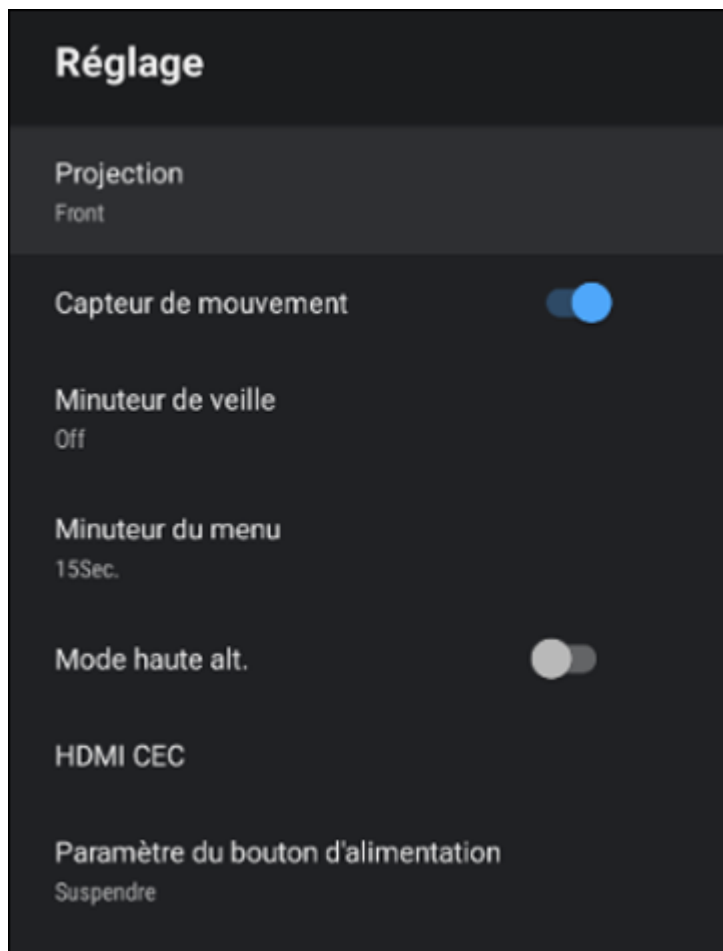 Réglage
Projection
Front
Capteur de mouvement
Minuteur de veille
Off
Minuteur du menu
15Sec.
Mode haute alt.
HDMI CEC
Paramètre du bouton d'alimentation
Suspendre